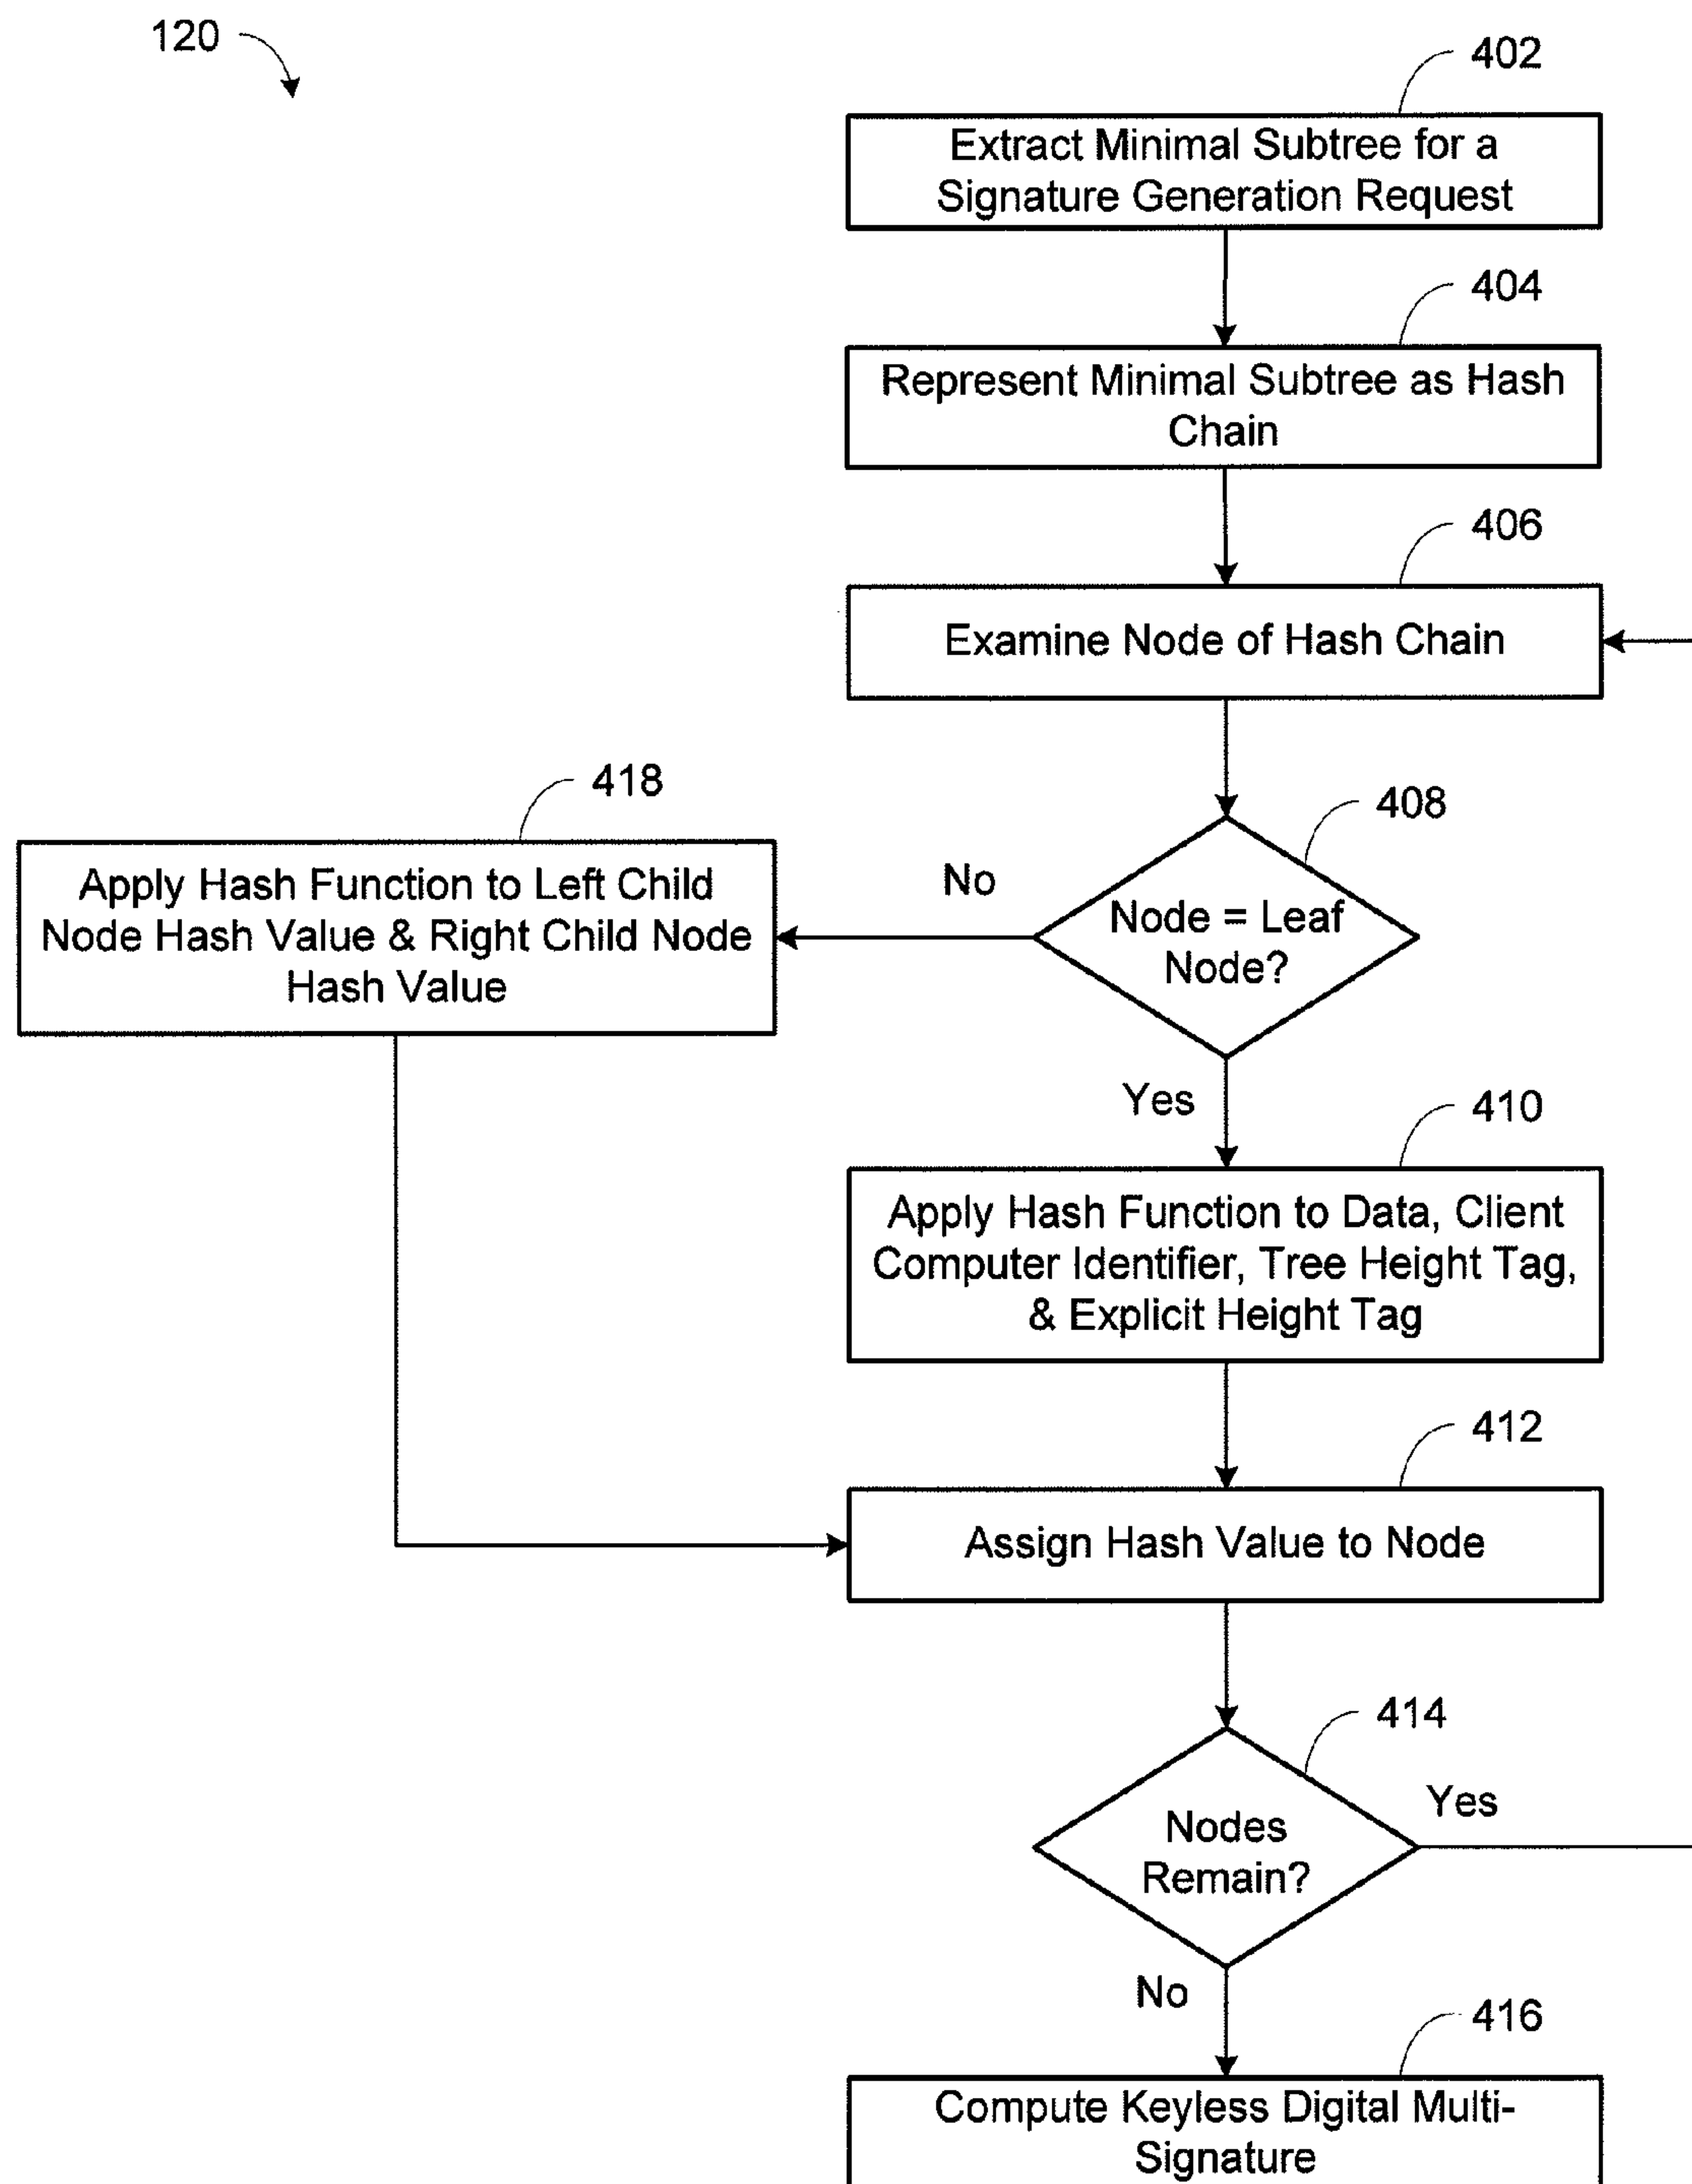 120
402
Extract Minimal Subtree for a
Signature Generation Request
404
Represent Minimal Subtree as Hash
Chain
406
Examine Node of Hash Chain
408
Node = Leaf
Node?
No
418
Apply Hash Function to Left Child
Node Hash Value & Right Child Node
Hash Value
Yes
410
Apply Hash Function to Data, Client
Computer Identifier, Tree Height Tag,
& Explicit Height Tag
412
Assign Hash Value to Node
414
Nodes
Remain?
Yes
No
416
Compute Keyless Digital Multi-
Signature